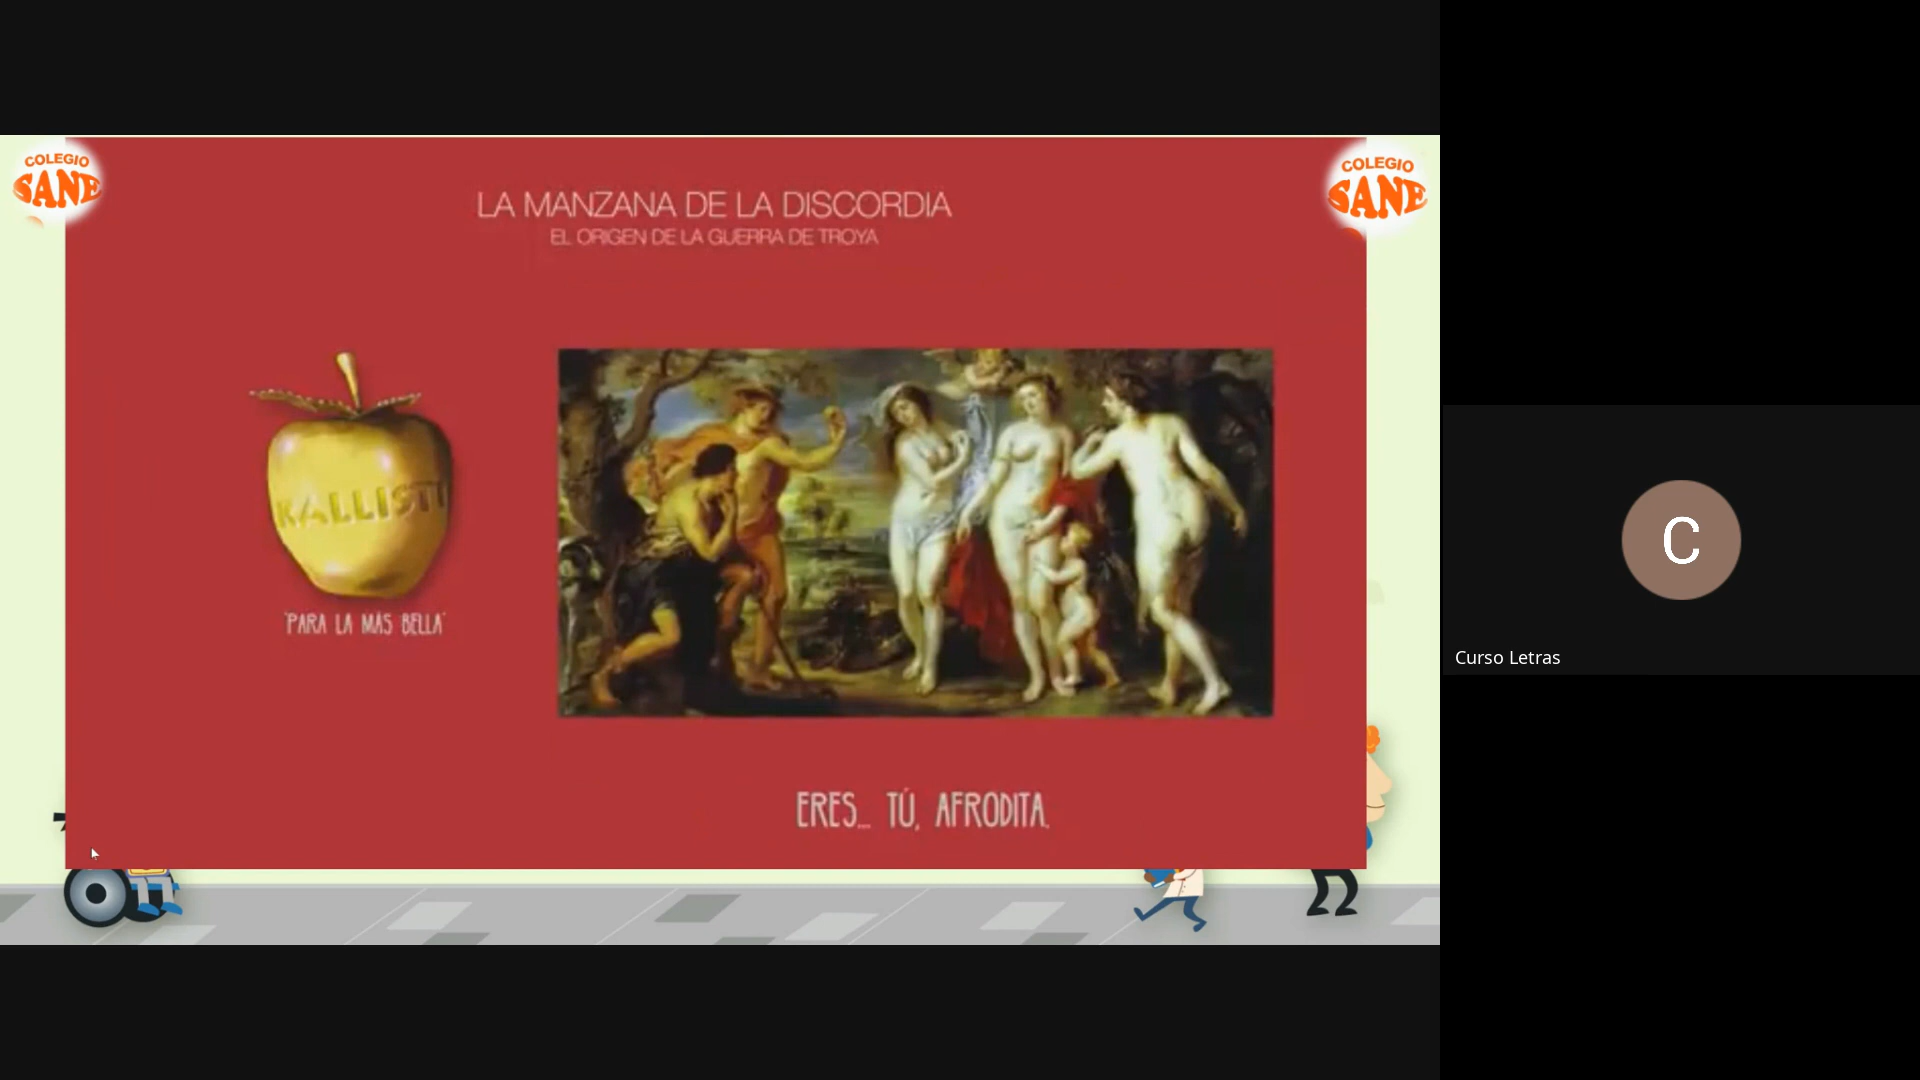 COLEGIO
SANE
COLEGIO
SANE
LA MANZANA DE LA DISCORDIA
EL ORIGEN DE LA GUERRA DE TROYA
KALLISTI
"PARA LA MÁS BELLA"
ERES... TÚ, AFRODITA.
C
Curso Letras